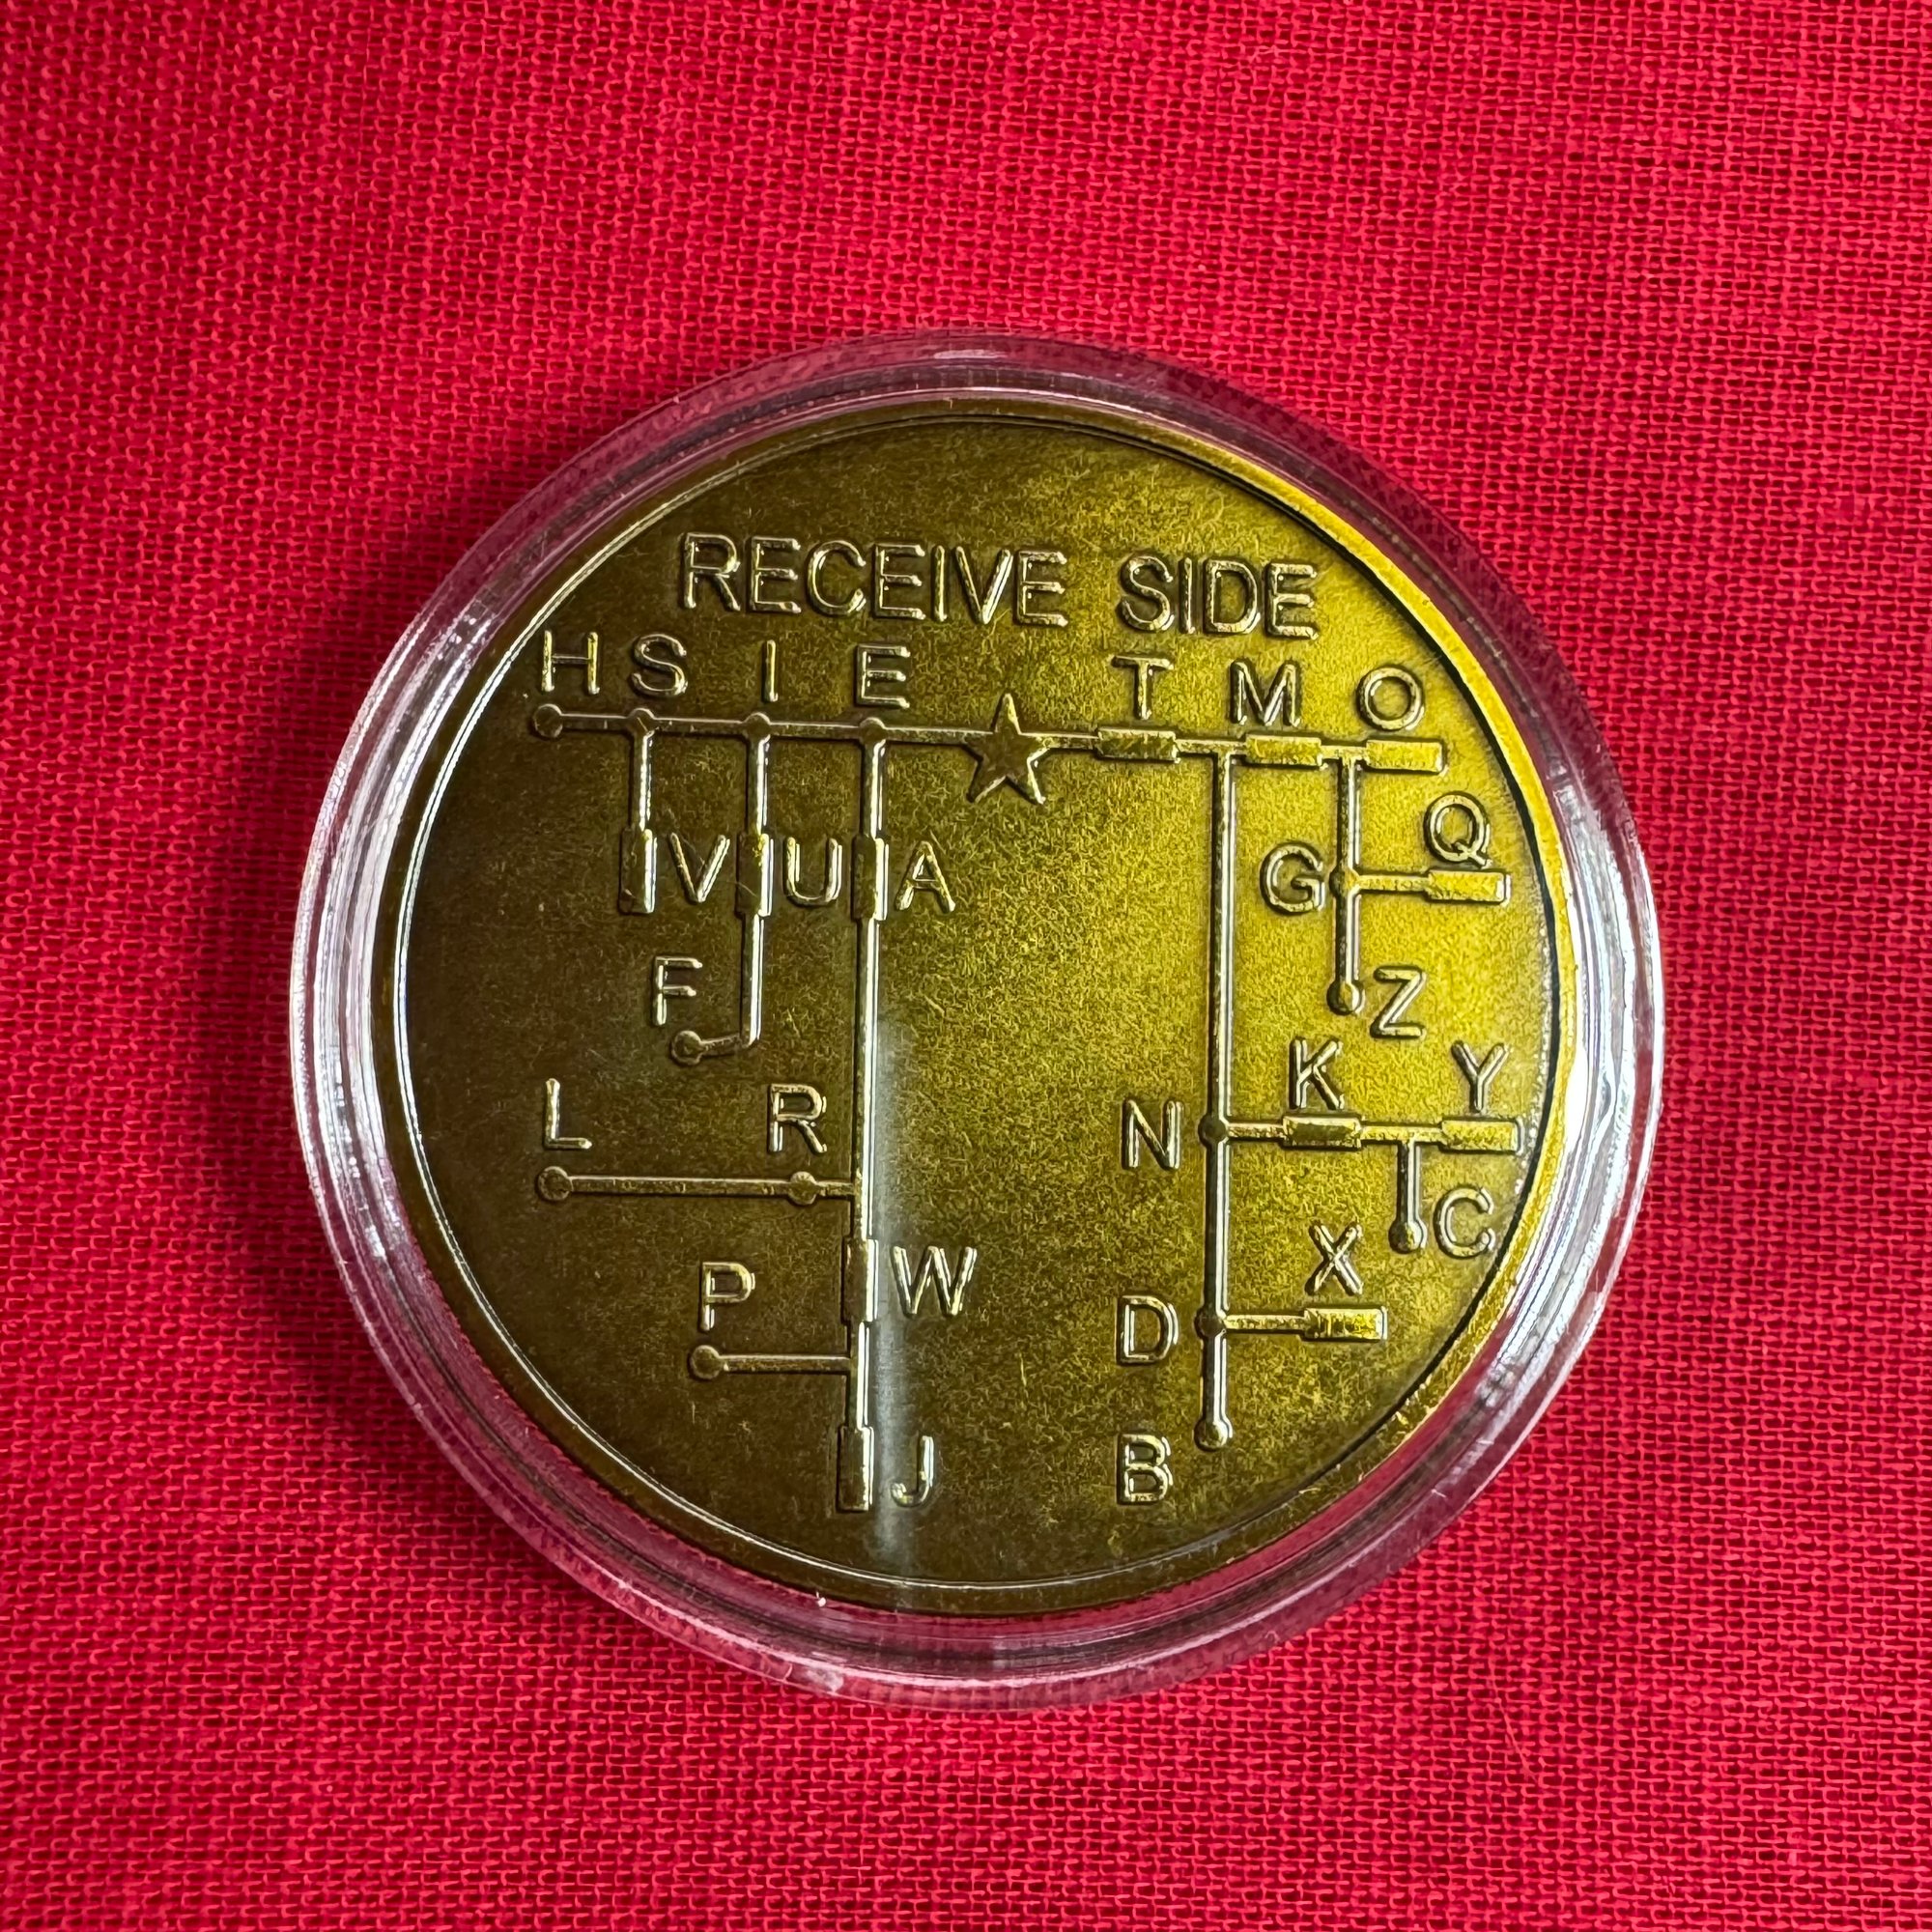 RECEIVE SIDE
H S I E T M O
Q
V U A G
F Z
K Y
L R N
C
P W D X
J B